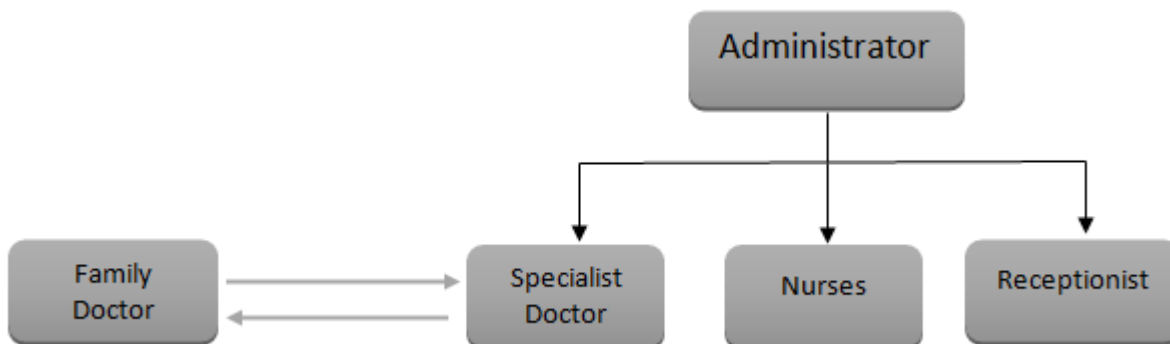 Administrator
Family
Doctor
Specialist
Doctor
Nurses
Receptionist